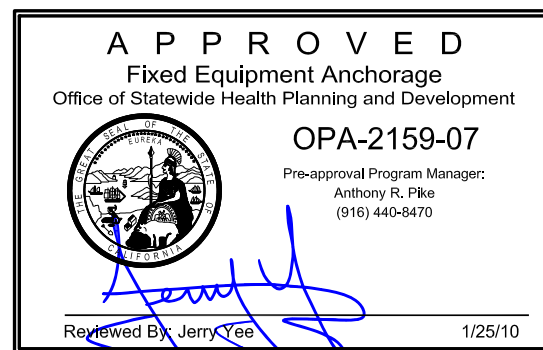 APPROVED
Fixed Equipment Anchorage
Office of Statewide Health Planning and Development
THE GREAT SEAL OF THE STATE OF CALIFORNIA
EUREKA
OPA-2159-07
Pre-approval Program Manager:
Anthony R. Pike
(916) 440-8470
Reviewed By: Jerry Yee
1/25/10